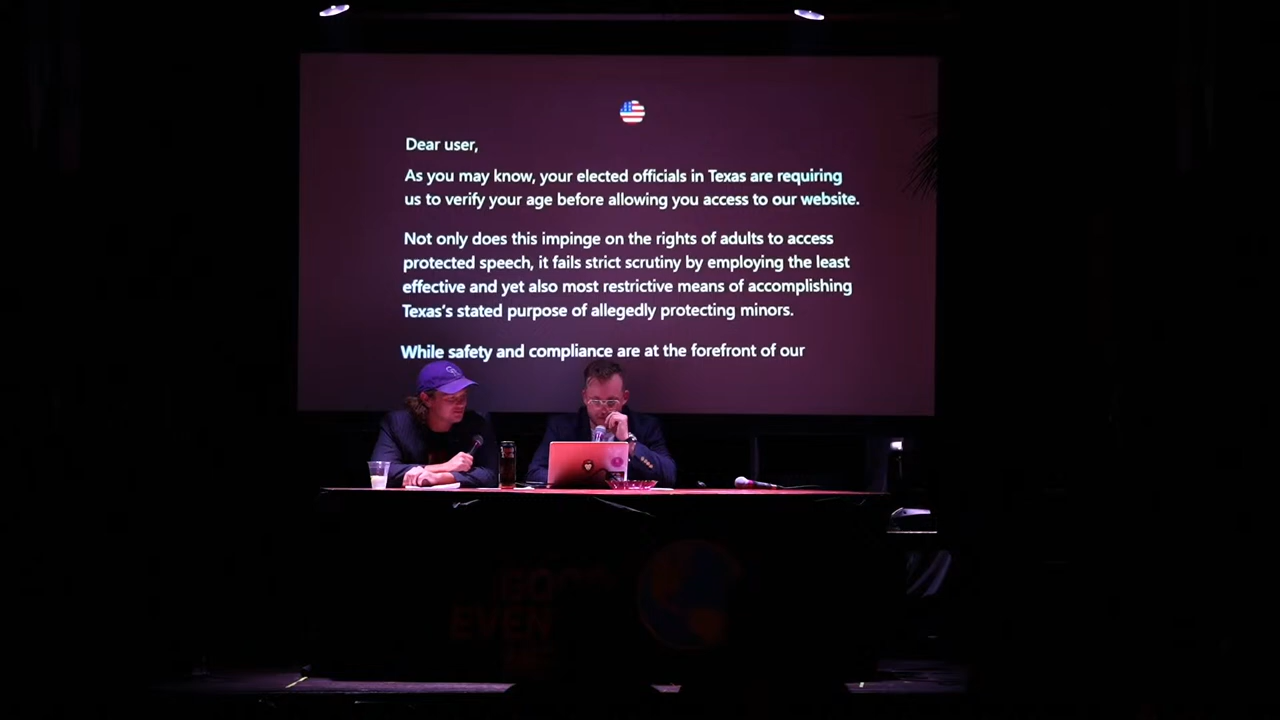 Dear user,
As you may know, your elected officials in Texas are requiring
us to verify your age before allowing you access to our website.
Not only does this impinge on the rights of adults to access
protected speech, it fails strict scrutiny by employing the least
effective and yet also most restrictive means of accomplishing
Texas's stated purpose of allegedly protecting minors.
While safety and compliance are at the forefront of our
EVEN